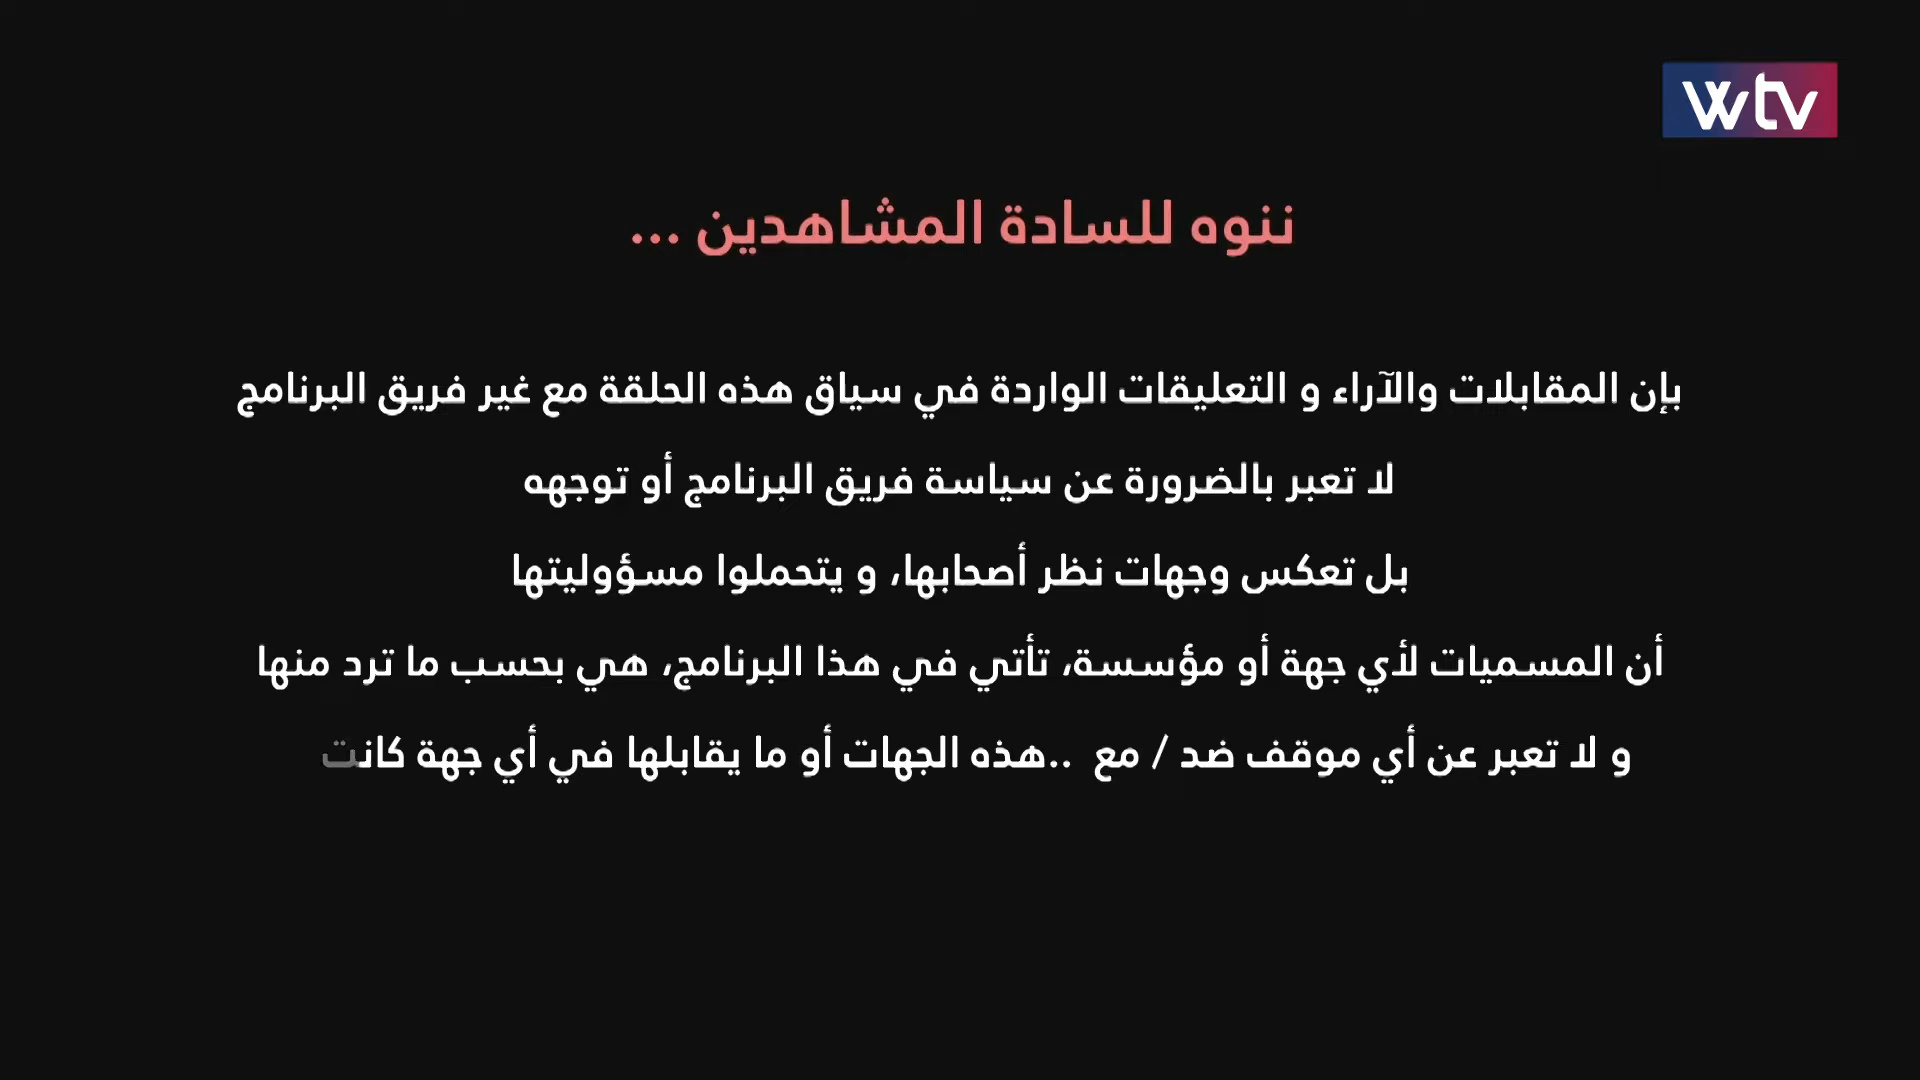 wtv
ننوه للسادة المشاهدين ...
بإن المقابلات والآراء و التعليقات الواردة في سياق هذه الحلقة مع غير فريق البرنامج
لا تعبر بالضرورة عن سياسة فريق البرنامج أو توجهه
بل تعكس وجهات نظر أصحابها، و يتحملوا مسؤوليتها
أن المسميات لأي جهة أو مؤسسة، تأتي في هذا البرنامج، هي بحسب ما ترد منها
و لا تعبر عن أي موقف ضد / مع ..هذه الجهات أو ما يقابلها في أي جهة كانت